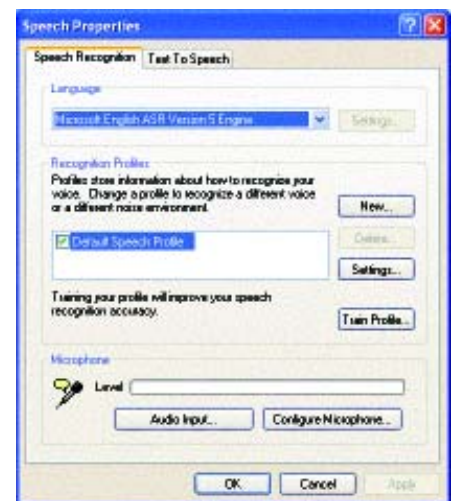 Speech Properties
Speech Recognition Text To Speech
Language
Microsoft English ASR Version 5 Engine Settings...
Recognition Profiles
Profiles store information about how to recognize your
voice. Change a profile to recognize a different voice
or a different noise environment.
New...
Default Speech Profile
Delete...
Settings...
Training your profile will improve your speech
recognition accuracy.
Train Profile...
Microphone
Level
Audio Input... Configure Microphone...
OK Cancel Apply